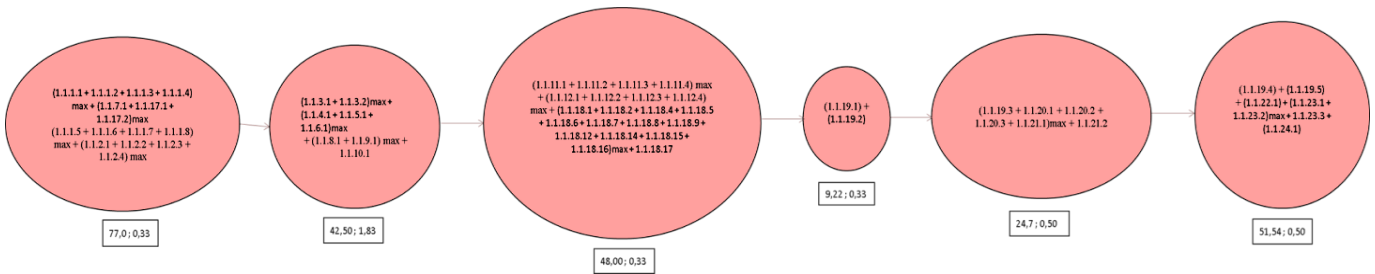 (1.1.1.1 + 1.1.1.2 + 1.1.1.3 + 1.1.1.4)
max + (1.1.7.1 + 1.1.17.1 +
1.1.17.2)max
(1.1.1.5 + 1.1.1.6 + 1.1.1.7 + 1.1.1.8)
max + (1.1.2.1 + 1.1.2.2 + 1.1.2.3 +
1.1.2.4) max
77,0 ; 0,33
(1.1.3.1 + 1.1.3.2)max +
(1.1.4.1 + 1.1.5.1 +
1.1.6.1)max
+ (1.1.8.1 + 1.1.9.1) max +
1.1.10.1
42,50 ; 1,83
(1.1.11.1 + 1.1.11.2 + 1.1.11.3 + 1.1.11.4) max
+ (1.1.12.1 + 1.1.12.2 + 1.1.12.3 + 1.1.12.4)
max + (1.1.18.1 + 1.1.18.2 + 1.1.18.4 + 1.1.18.5
+ 1.1.18.6 + 1.1.18.7 + 1.1.18.8 + 1.1.18.9 +
1.1.18.12 + 1.1.18.14 + 1.1.18.15 +
1.1.18.16)max + 1.1.18.17
48,00 ; 0,33
(1.1.19.1) +
(1.1.19.2)
9,22 ; 0,33
(1.1.19.3 + 1.1.20.1 + 1.1.20.2 +
1.1.20.3 + 1.1.21.1)max + 1.1.21.2
24,7 ; 0,50
(1.1.19.4) + (1.1.19.5)
+ (1.1.22.1) + (1.1.23.1 +
1.1.23.2)max + 1.1.23.3 +
(1.1.24.1)
51,54 ; 0,50